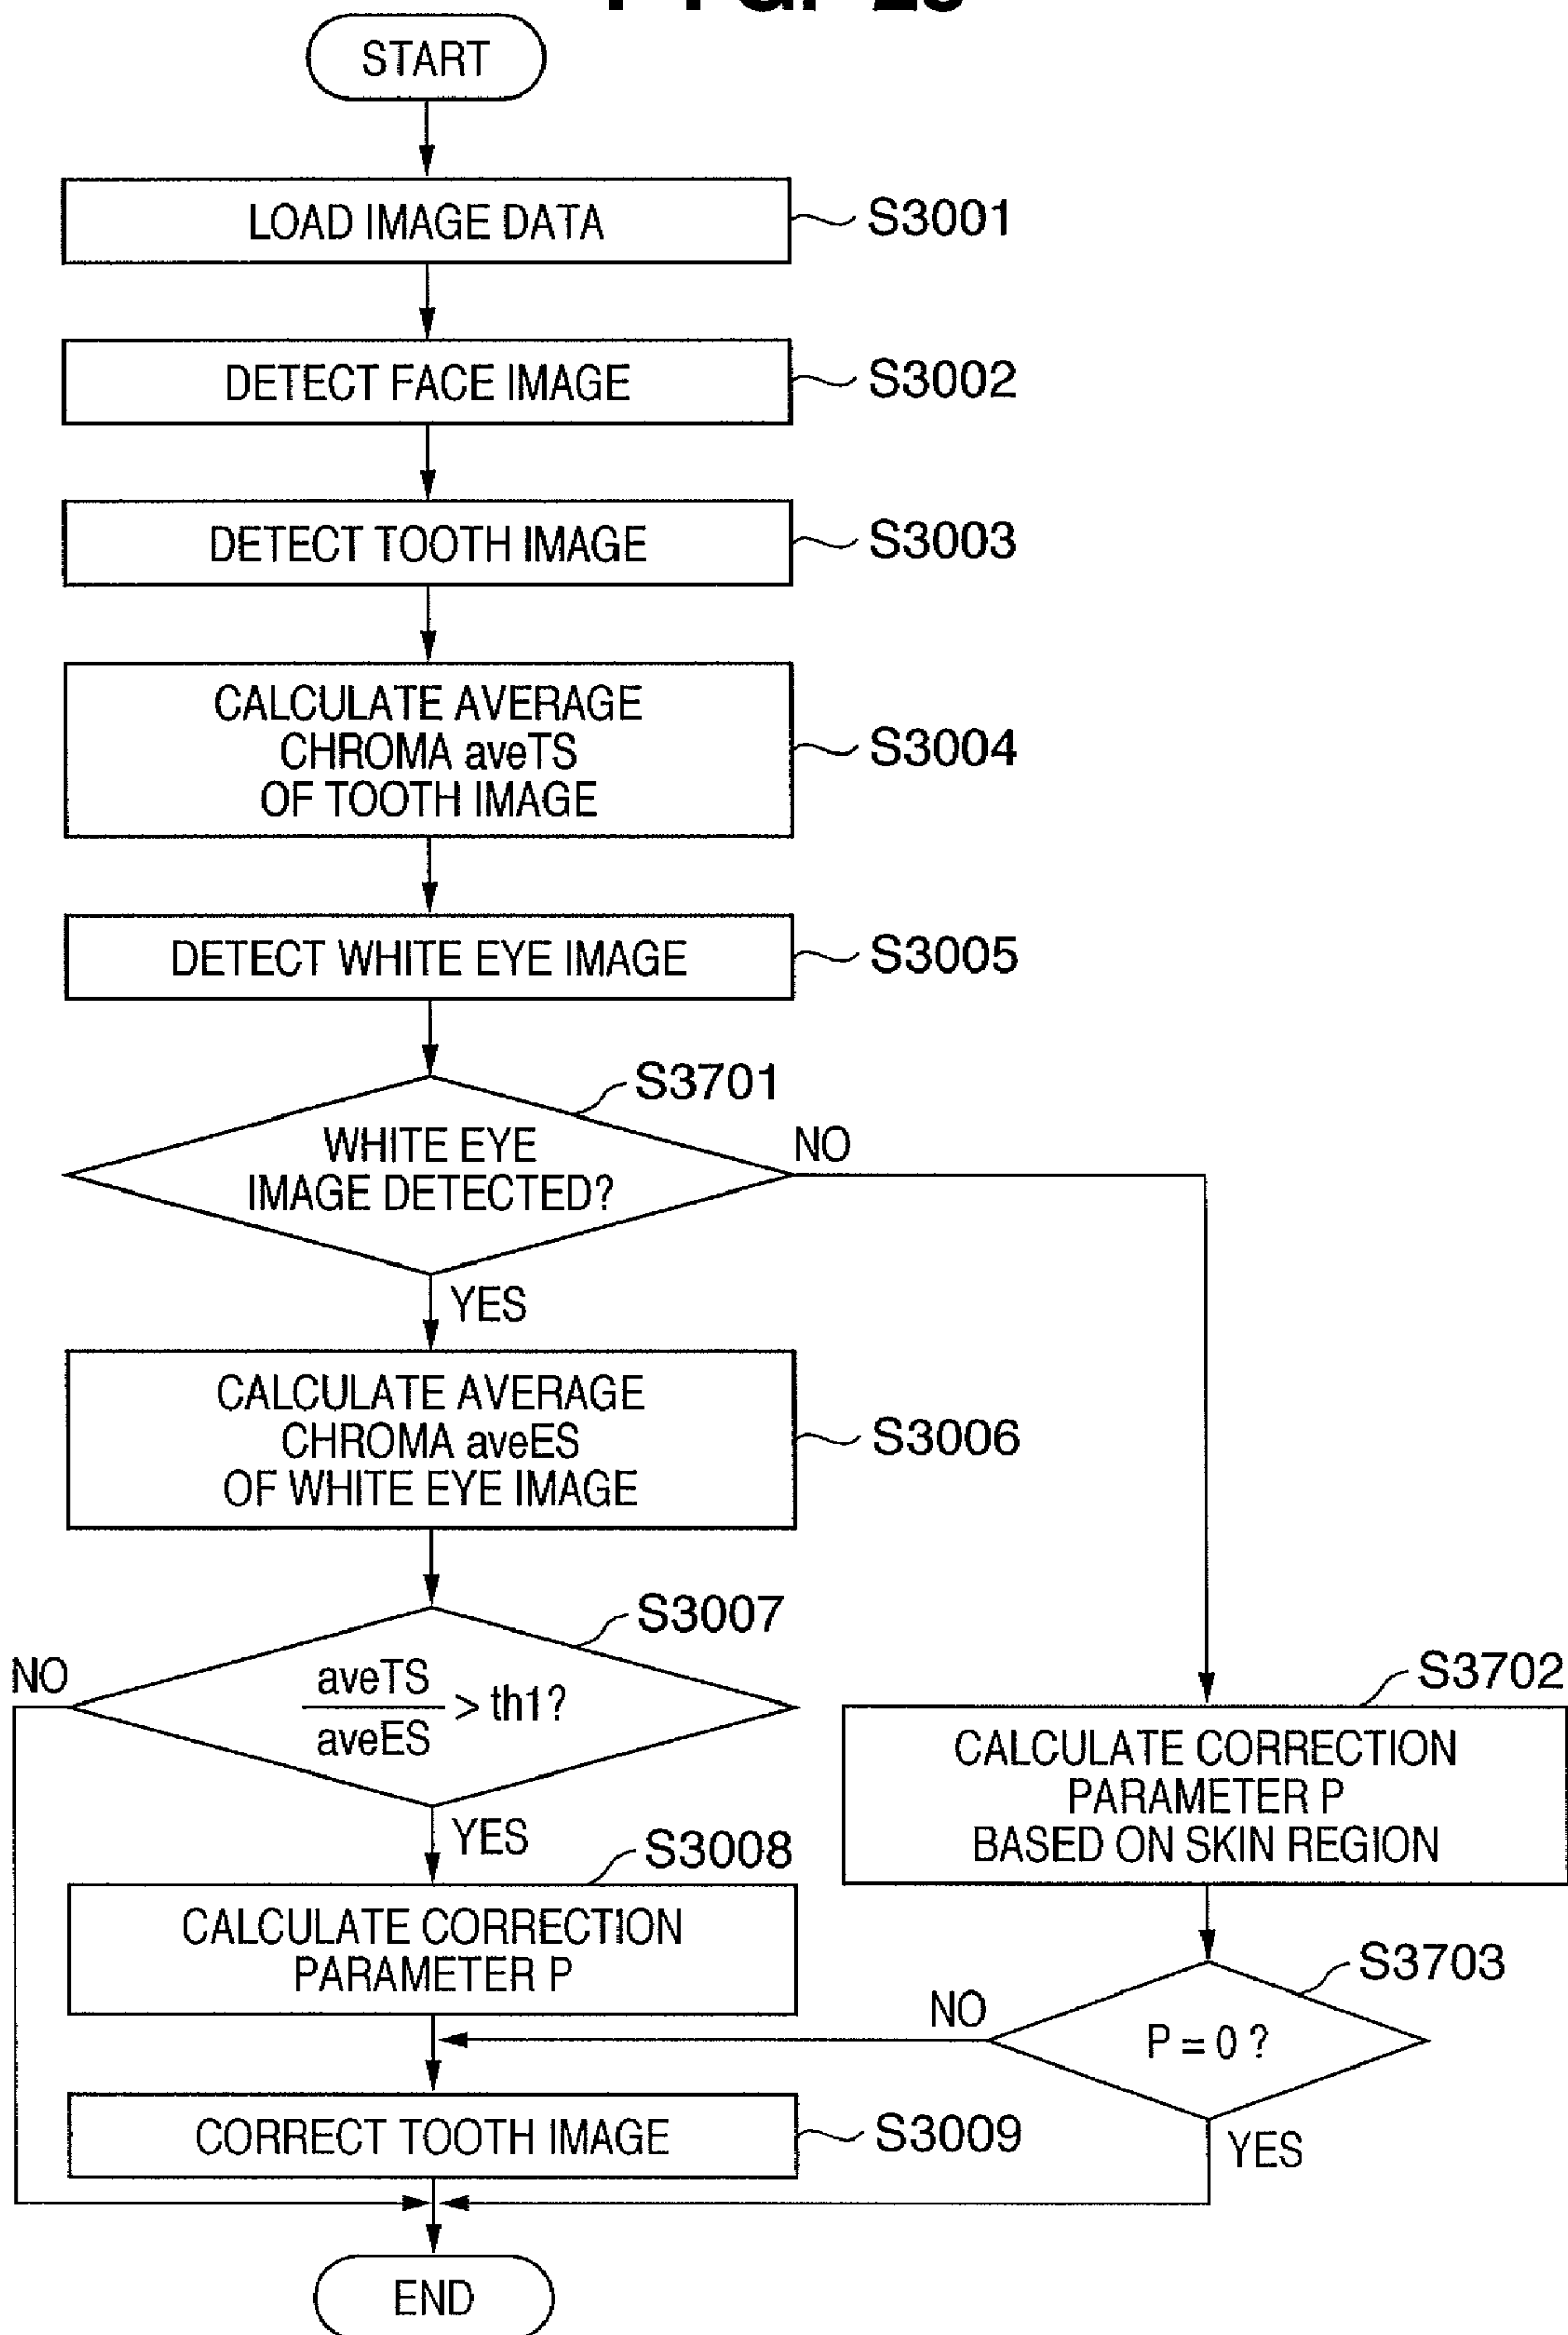 START
LOAD IMAGE DATA
S3001
DETECT FACE IMAGE
S3002
DETECT TOOTH IMAGE
S3003
CALCULATE AVERAGE
CHROMA aveTS
OF TOOTH IMAGE
S3004
DETECT WHITE EYE IMAGE
S3005
S3701
WHITE EYE
IMAGE DETECTED?
NO
YES
CALCULATE AVERAGE
CHROMA aveES
OF WHITE EYE IMAGE
S3006
S3007
NO
aveTS
aveES
> th1?
YES
S3702
CALCULATE CORRECTION
PARAMETER P
BASED ON SKIN REGION
S3008
CALCULATE CORRECTION
PARAMETER P
S3703
P = 0 ?
NO
YES
CORRECT TOOTH IMAGE
S3009
END